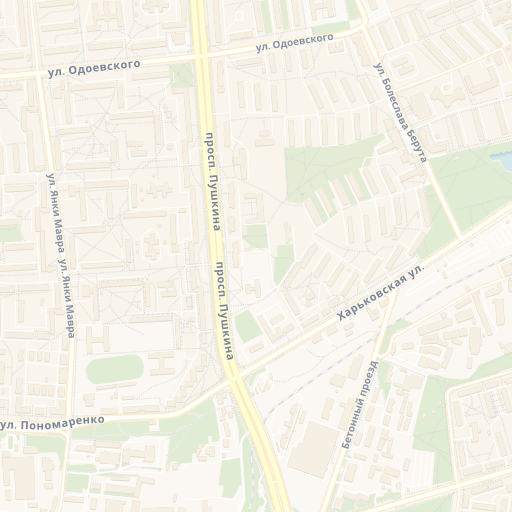 ул. Одоевского
ул. Одоевского
ул. Болеслава Берута
просп. Пушкина
ул. Янки Мавра
ул. Янки Мавра
просп. Пушкина
Харьковская ул.
Бетонный проезд
ул. Пономаренко